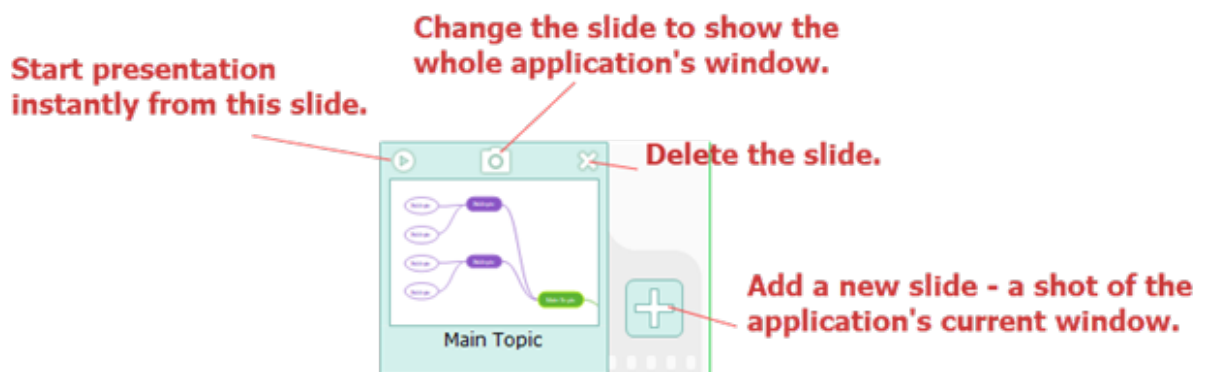 Change the slide to show the
whole application's window.
Start presentation
instantly from this slide.
Delete the slide.
Add a new slide - a shot of the
application's current window.
Main Topic